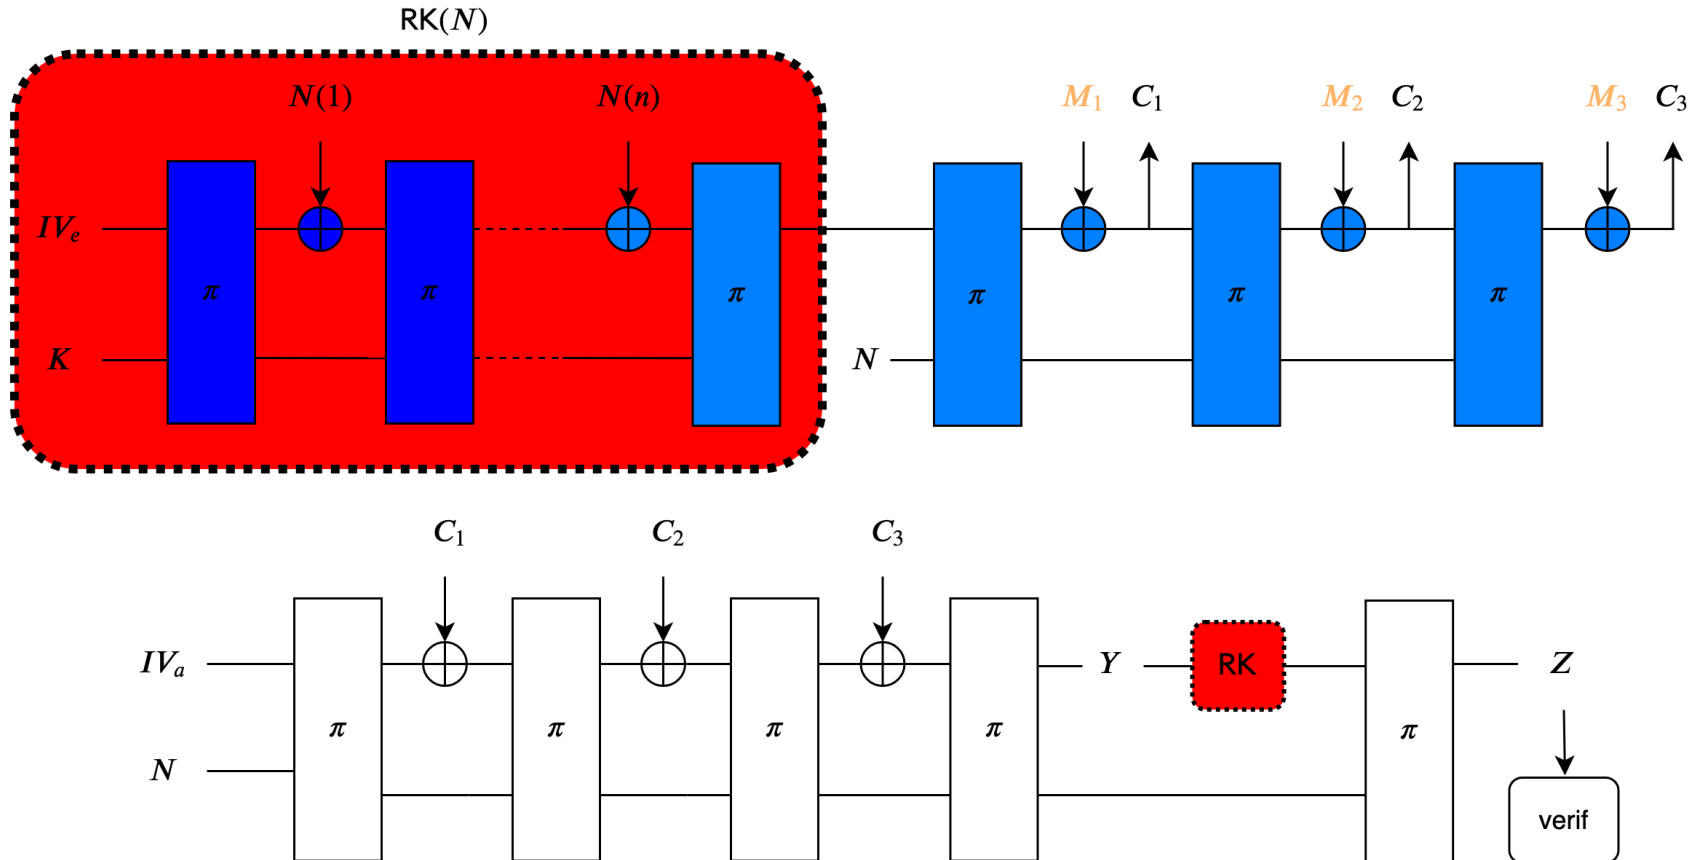 RK(N)
N(1) N(n) M₁ C₁ M₂ C₂ M₃ C₃
IVₑ
π π π π π π
K N
C₁ C₂ C₃
IVₐ Y RK Z
π π π π π
N
verif